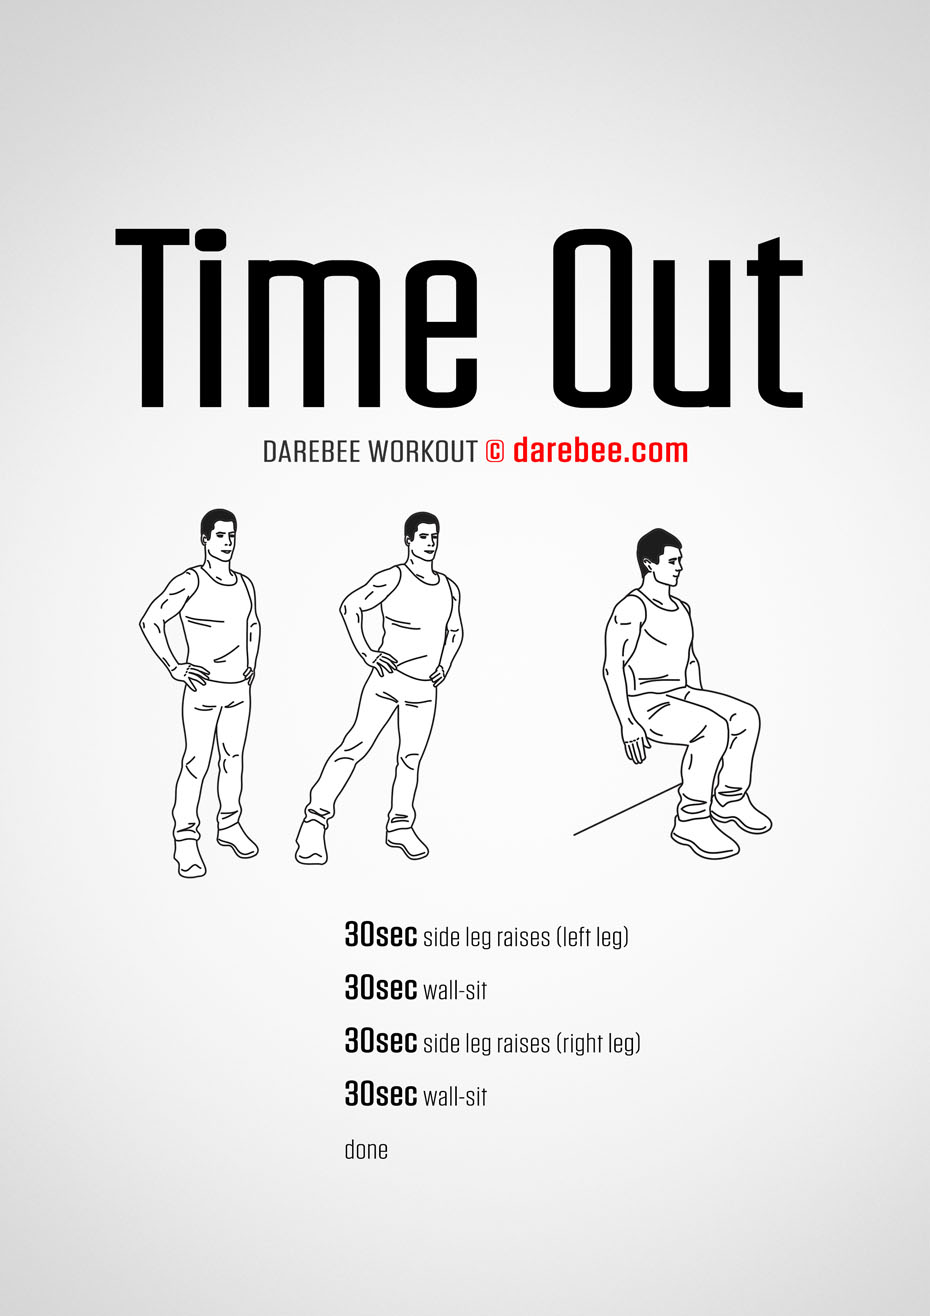 Time Out
DAREBEE WORKOUT © darebee.com
30sec side leg raises (left leg)
30sec wall-sit
30sec side leg raises (right leg)
30sec wall-sit
done